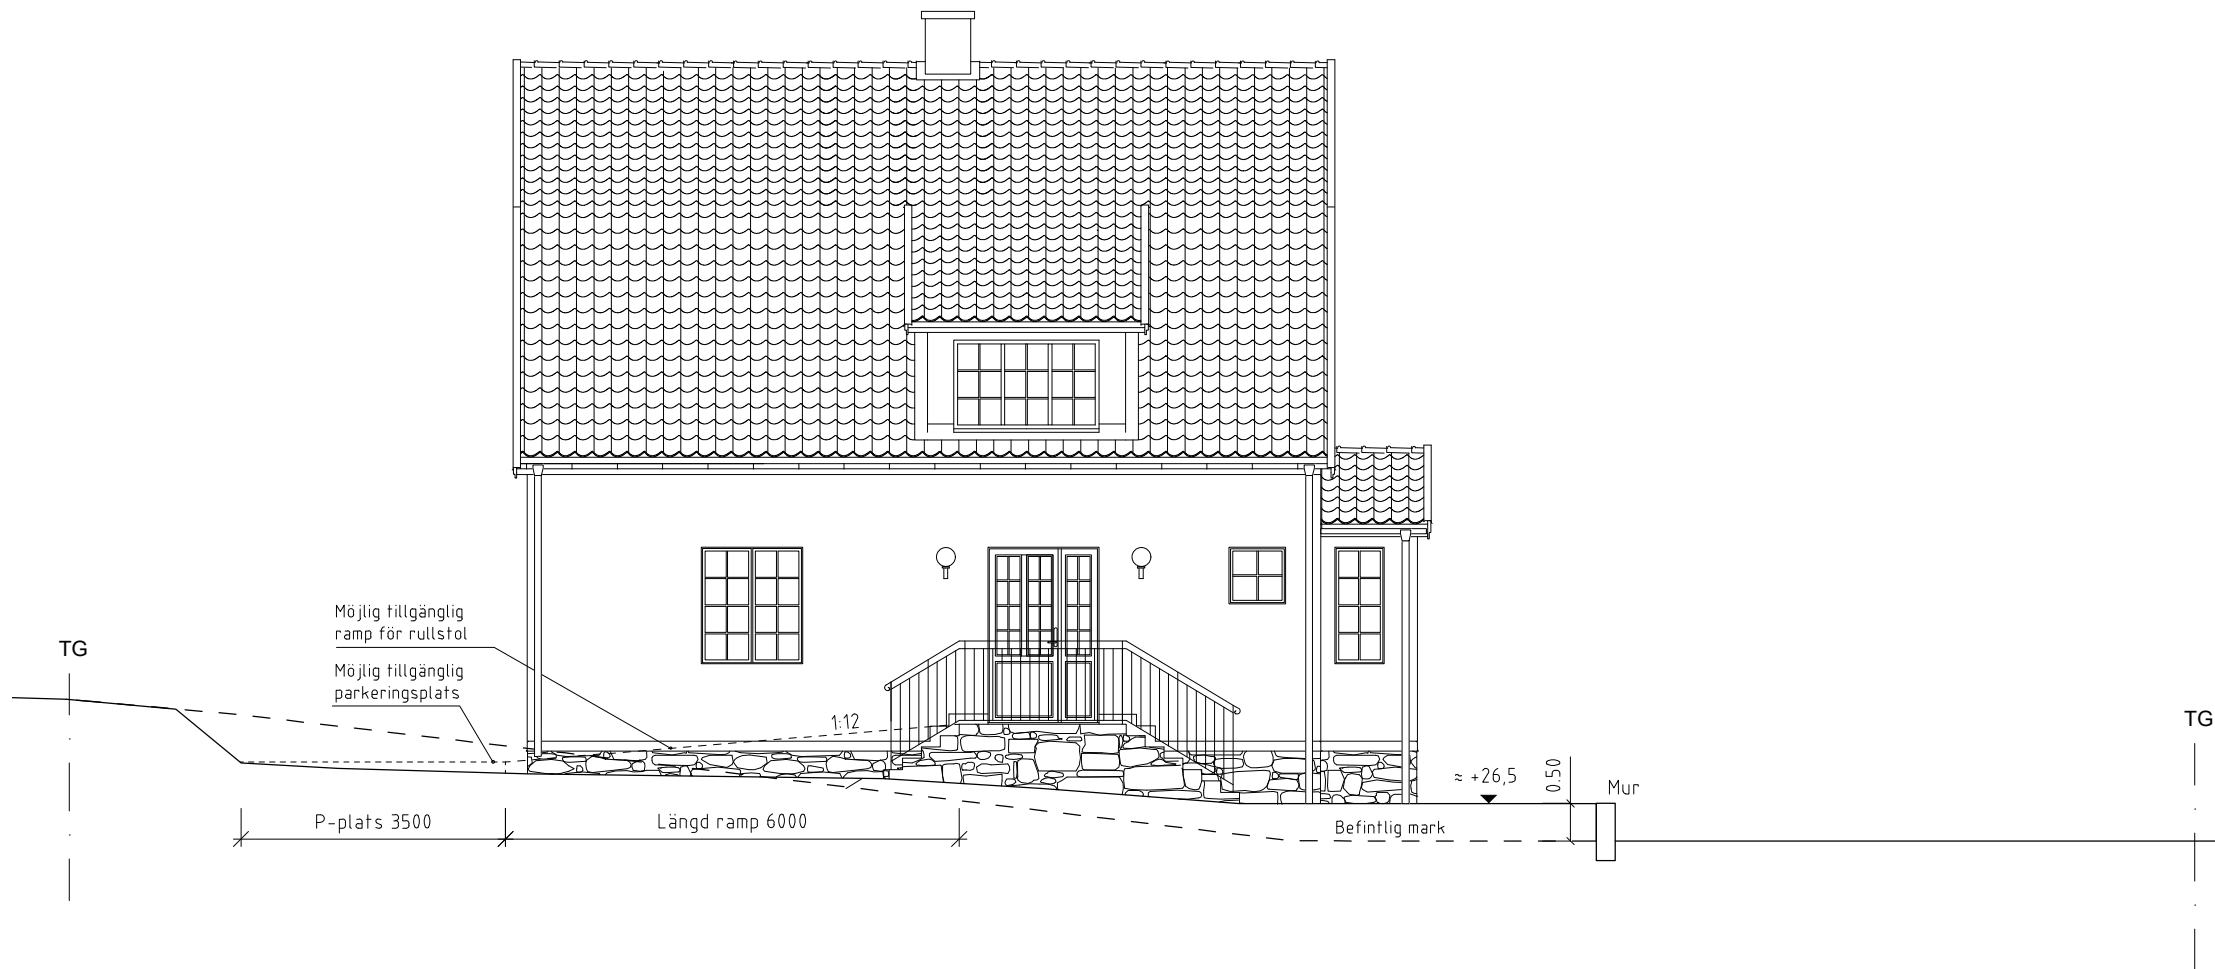 Möjlig tillgänglig
ramp för rullstol
TG
Möjlig tillgänglig
parkeringsplats
TG
1:12
≈ +26,5
0.50
Mur
P-plats 3500
Längd ramp 6000
Befintlig mark